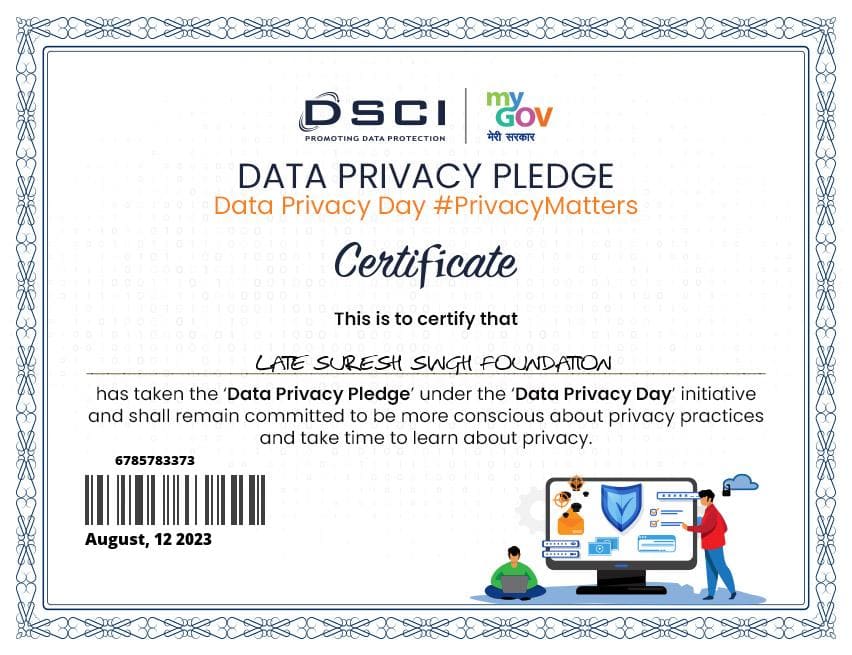 DSCI
PROMOTING DATA PROTECTION
my
GOV
मेरी सरकार
DATA PRIVACY PLEDGE
Data Privacy Day #PrivacyMatters
Certificate
This is to certify that
LATE SURESH SINGH FOUNDATION
has taken the ‘Data Privacy Pledge’ under the ‘Data Privacy Day’ initiative
and shall remain committed to be more conscious about privacy practices
and take time to learn about privacy.
6785783373
August, 12 2023